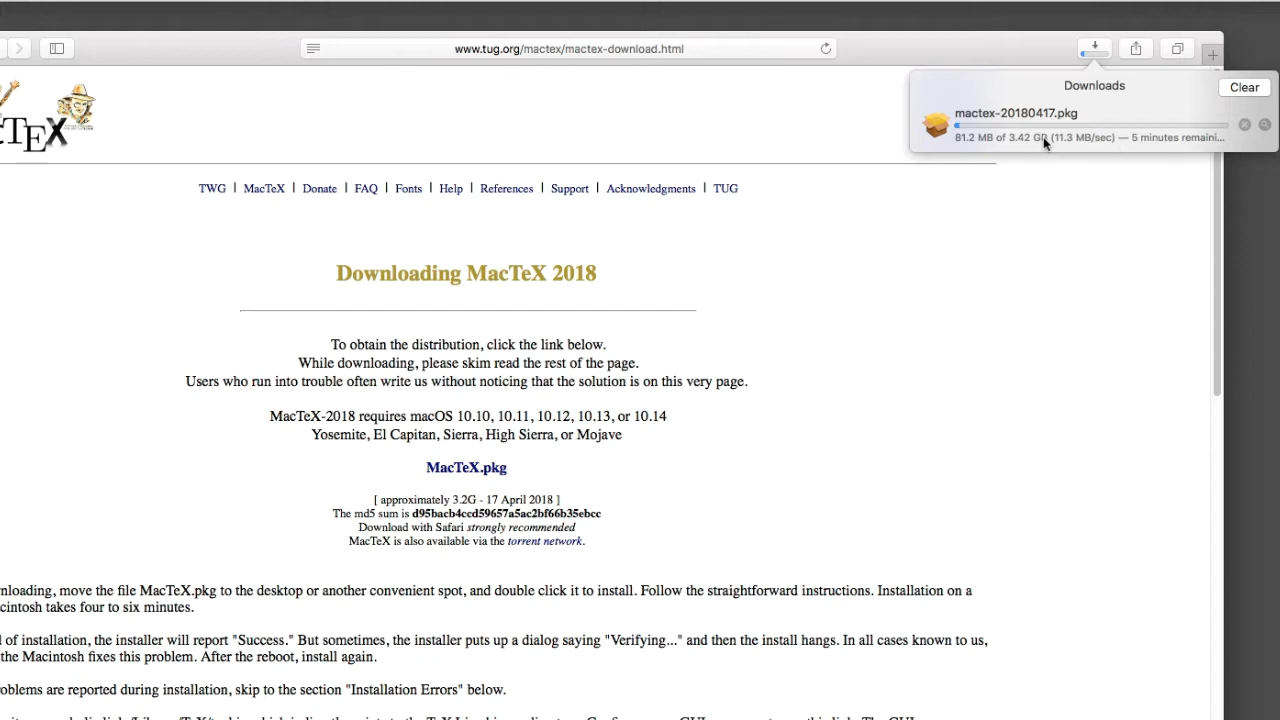 www.tug.org/mactex/mactex-download.html
Downloads
Clear
mactex-20180417.pkg
81.2 MB of 3.42 GB (11.3 MB/sec) — 5 minutes remaini...
CTEX
TWG | MacTeX | Donate | FAQ | Fonts | Help | References | Support | Acknowledgments | TUG
Downloading MacTeX 2018
To obtain the distribution, click the link below.
While downloading, please skim read the rest of the page.
Users who run into trouble often write us without noticing that the solution is on this very page.
MacTeX-2018 requires macOS 10.10, 10.11, 10.12, 10.13, or 10.14
Yosemite, El Capitan, Sierra, High Sierra, or Mojave
MacTeX.pkg
[ approximately 3.2G - 17 April 2018 ]
The md5 sum is d95bacb4ccd59657a5ac2bf66b35ebcc
Download with Safari strongly recommended
MacTeX is also available via the torrent network.
nloading, move the file MacTeX.pkg to the desktop or another convenient spot, and double click it to install. Follow the straightforward instructions. Installation on a
cintosh takes four to six minutes.
l of installation, the installer will report "Success." But sometimes, the installer puts up a dialog saying "Verifying..." and then the install hangs. In all cases known to us,
the Macintosh fixes this problem. After the reboot, install again.
oblems are reported during installation, skip to the section "Installation Errors" below.